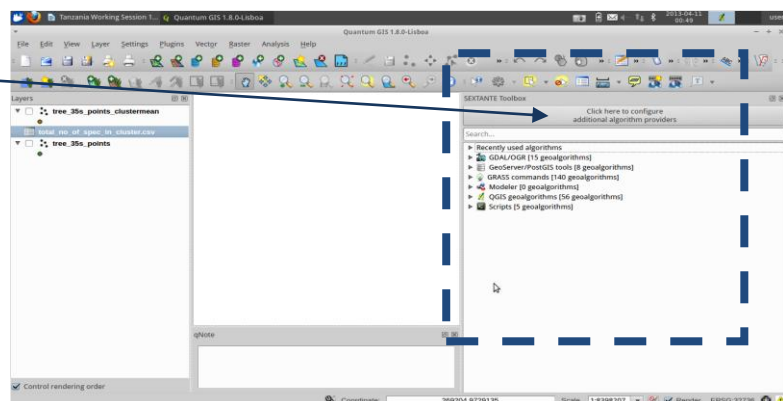 Tanzania Working Session 1...
Quantum GIS 1.8.0-Lisboa
2013-04-11
00:49
user
Quantum GIS 1.8.0-Lisboa
File Edit View Layer Settings Plugins Vector Raster Analysis Help
Layers
tree_35s_points_clustermean
total_no_of_spec_in_cluster.csv
tree_35s_points
Control rendering order
qNote
SEXTANTE Toolbox
Click here to configure
additional algorithm providers
Search...
Recently used algorithms
GDAL/OGR [15 geoalgorithms]
GeoServer/PostGIS tools [8 geoalgorithms]
GRASS commands [140 geoalgorithms]
Modeler [0 geoalgorithms]
QGIS geoalgorithms [56 geoalgorithms]
Scripts [5 geoalgorithms]
Coordinate: Scale Render EPSG:32736